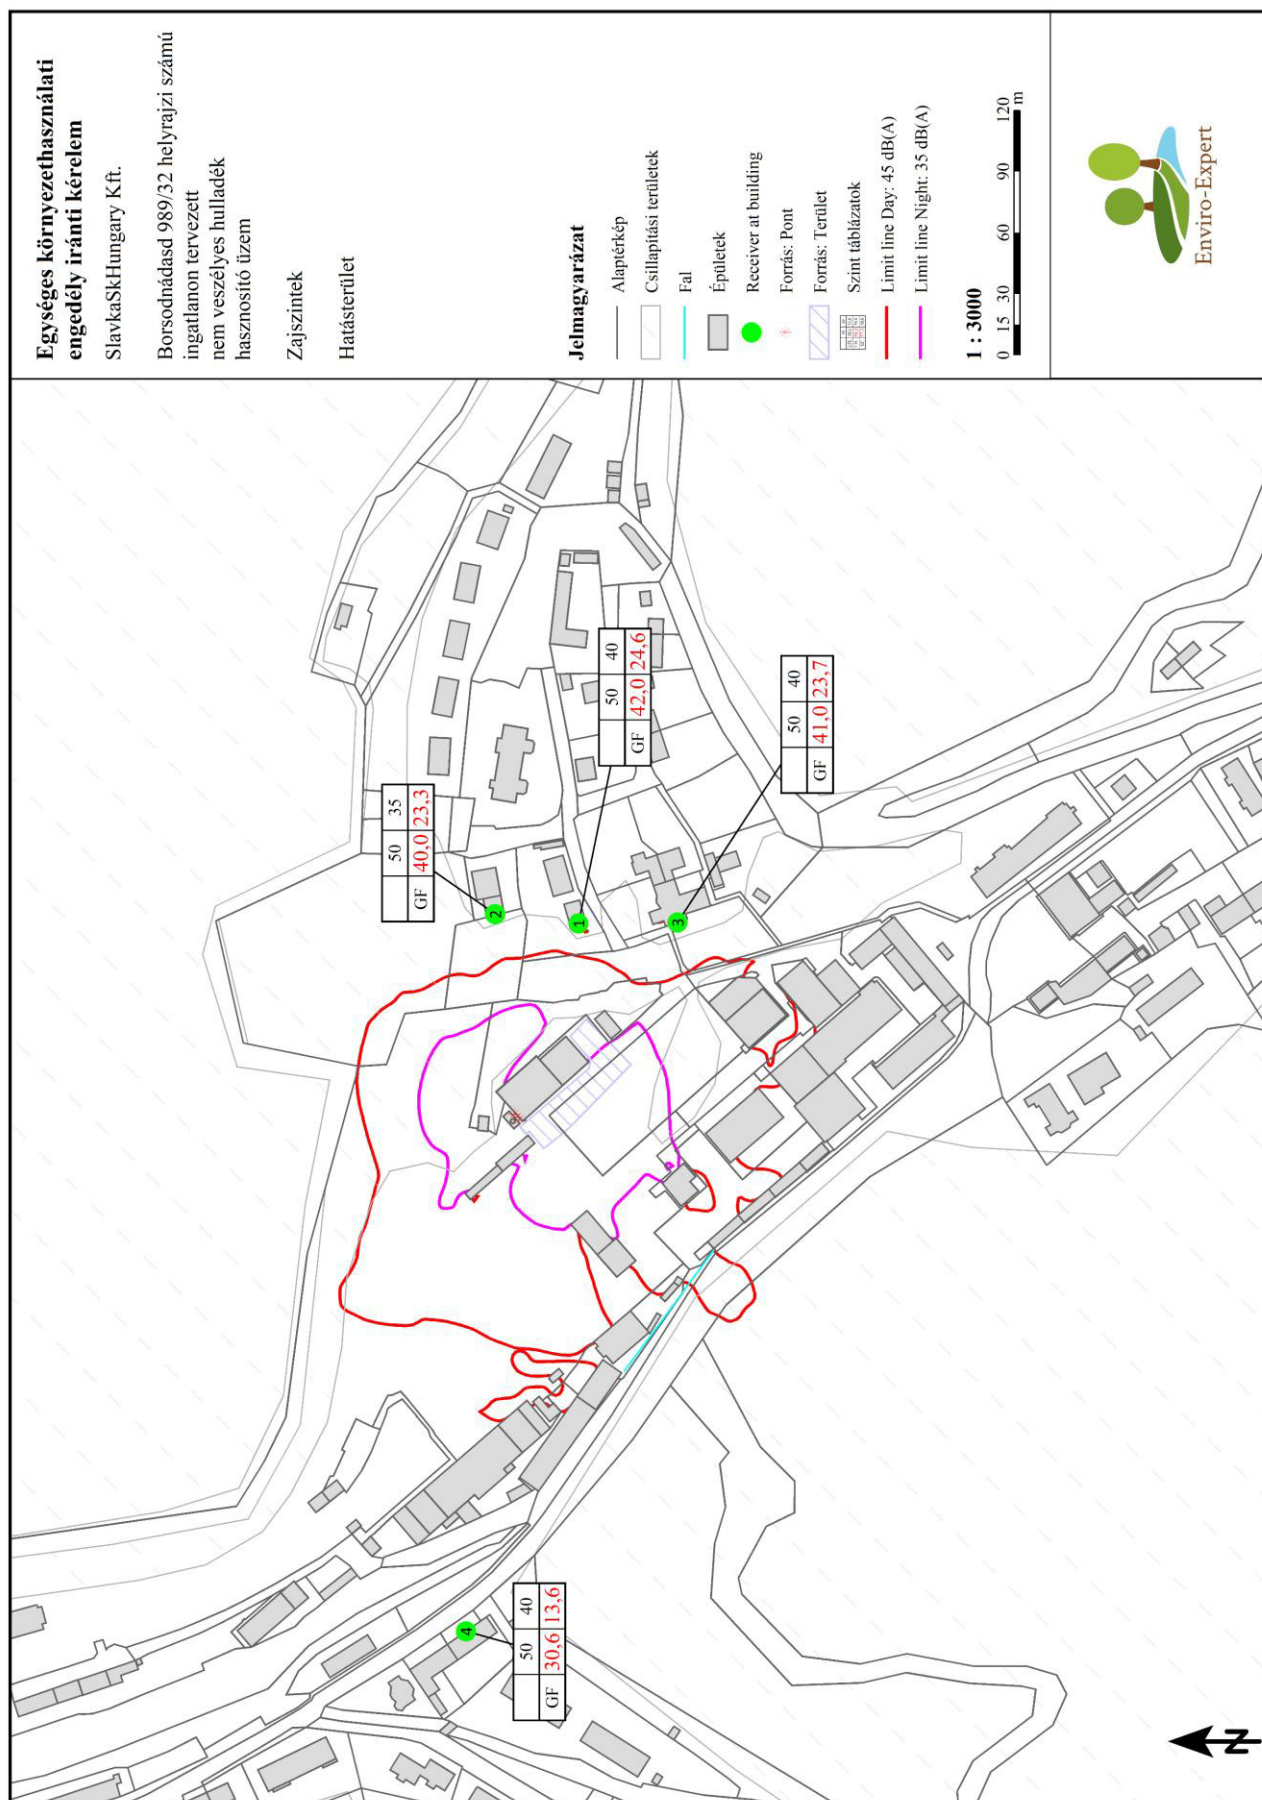 Egységes környezethasználati
engedély iránti kérelem
SlavkaSkHungary Kft.
Borsodnádasd 989/32 helyrajzi számú
ingatlanon tervezett
nem veszélyes hulladék
hasznosító üzem
Zajszintek
Hatásterület
Jelmagyarázat
Alaptérkép
Csillapítási területek
Fal
Épületek
Receiver at building
Forrás: Pont
Forrás: Terület
Szint táblázatok
Limit line Day: 45 dB(A)
Limit line Night: 35 dB(A)
1 : 3000
0 15 30 60 90 120
m
Enviro-Expert
2
50 35
GF 40,0 23,3
1
50 40
GF 42,0 24,6
3
50 40
GF 41,0 23,7
4
50 40
GF 30,6 13,6
N